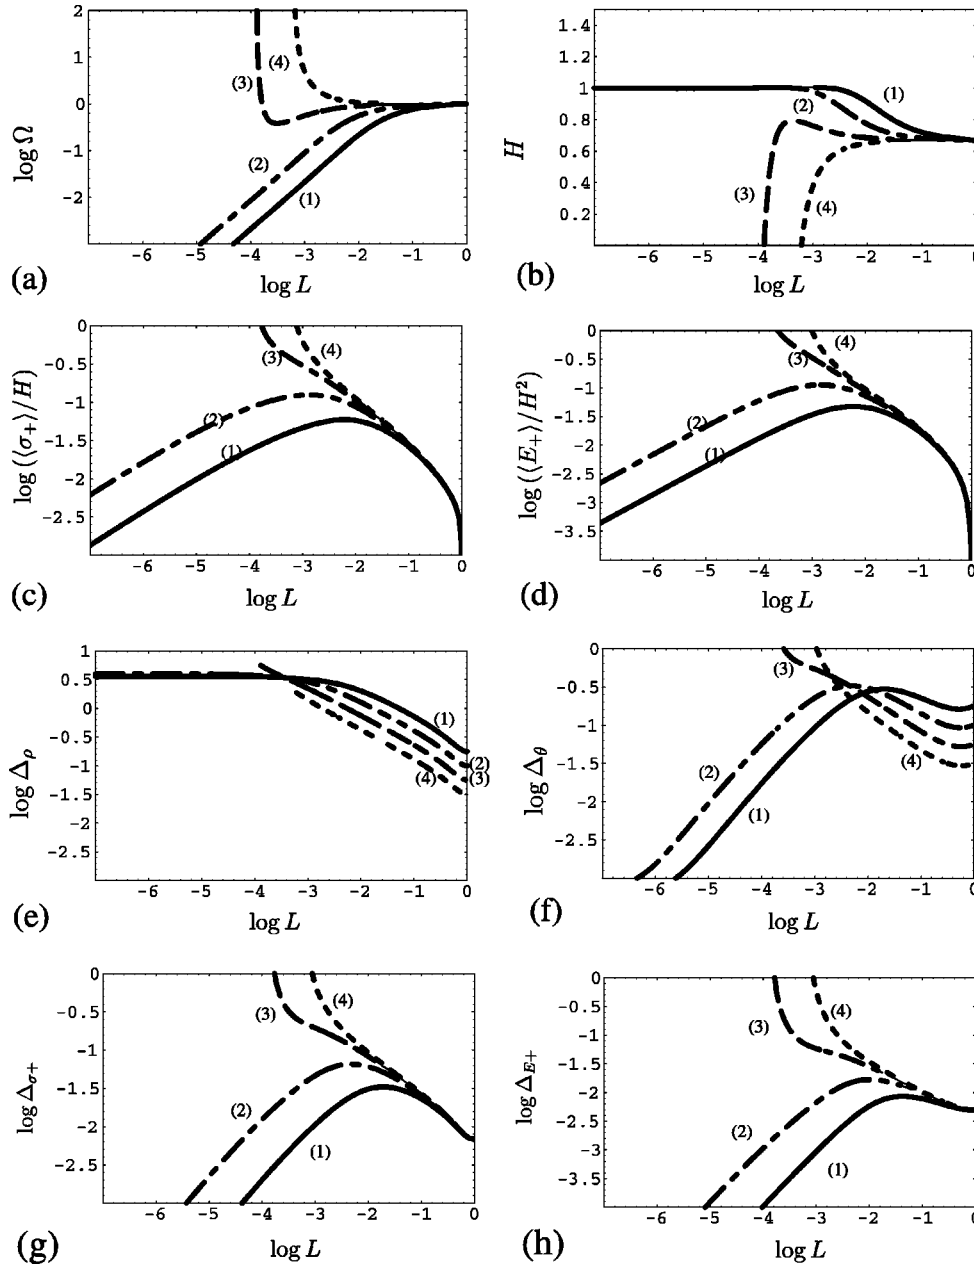 2
1
0
-1
-2
log Ω
-6 -5 -4 -3 -2 -1 0
log L
(1)
(2)
(3)
(4)
(a)
1.4
1.2
1
0.8
0.6
0.4
0.2
H
-6 -5 -4 -3 -2 -1 0
log L
(1)
(2)
(3)
(4)
(b)
0
-0.5
-1
-1.5
-2
-2.5
log (⟨σ+⟩/H)
-6 -5 -4 -3 -2 -1 0
log L
(1)
(2)
(3)
(4)
(c)
0
-0.5
-1
-1.5
-2
-2.5
-3
-3.5
log (⟨E+⟩/H²)
-6 -5 -4 -3 -2 -1 0
log L
(1)
(2)
(3)
(4)
(d)
1
0.5
0
-0.5
-1
-1.5
-2
-2.5
log Δρ
-6 -5 -4 -3 -2 -1 0
log L
(1)
(2)
(3)
(4)
(e)
0
-0.5
-1
-1.5
-2
-2.5
log Δθ
-6 -5 -4 -3 -2 -1 0
log L
(1)
(2)
(3)
(4)
(f)
0
-0.5
-1
-1.5
-2
-2.5
log Δσ+
-6 -5 -4 -3 -2 -1 0
log L
(1)
(2)
(3)
(4)
(g)
0
-0.5
-1
-1.5
-2
-2.5
-3
-3.5
log ΔE+
-6 -5 -4 -3 -2 -1 0
log L
(1)
(2)
(3)
(4)
(h)